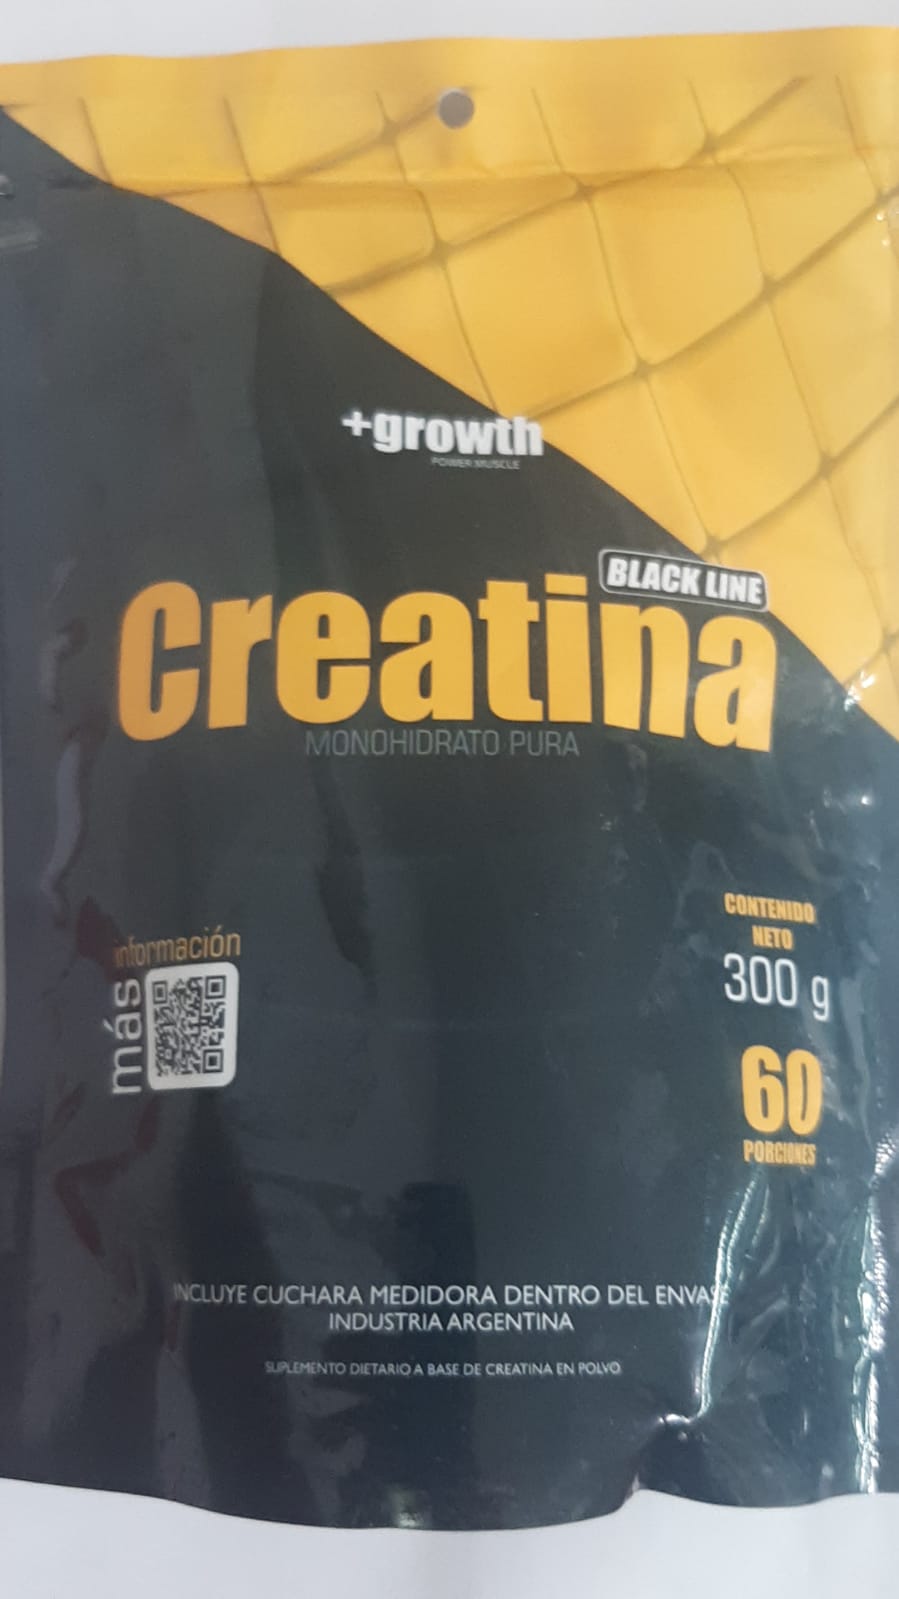 +growth
POWER MUSCLE
BLACK LINE
Creatina
MONOHIDRATO PURA
CONTENIDO
NETO
300 g
60
PORCIONES
más
información
INCLUYE CUCHARA MEDIDORA DENTRO DEL ENVASE
INDUSTRIA ARGENTINA
SUPLEMENTO DIETARIO A BASE DE CREATINA EN POLVO